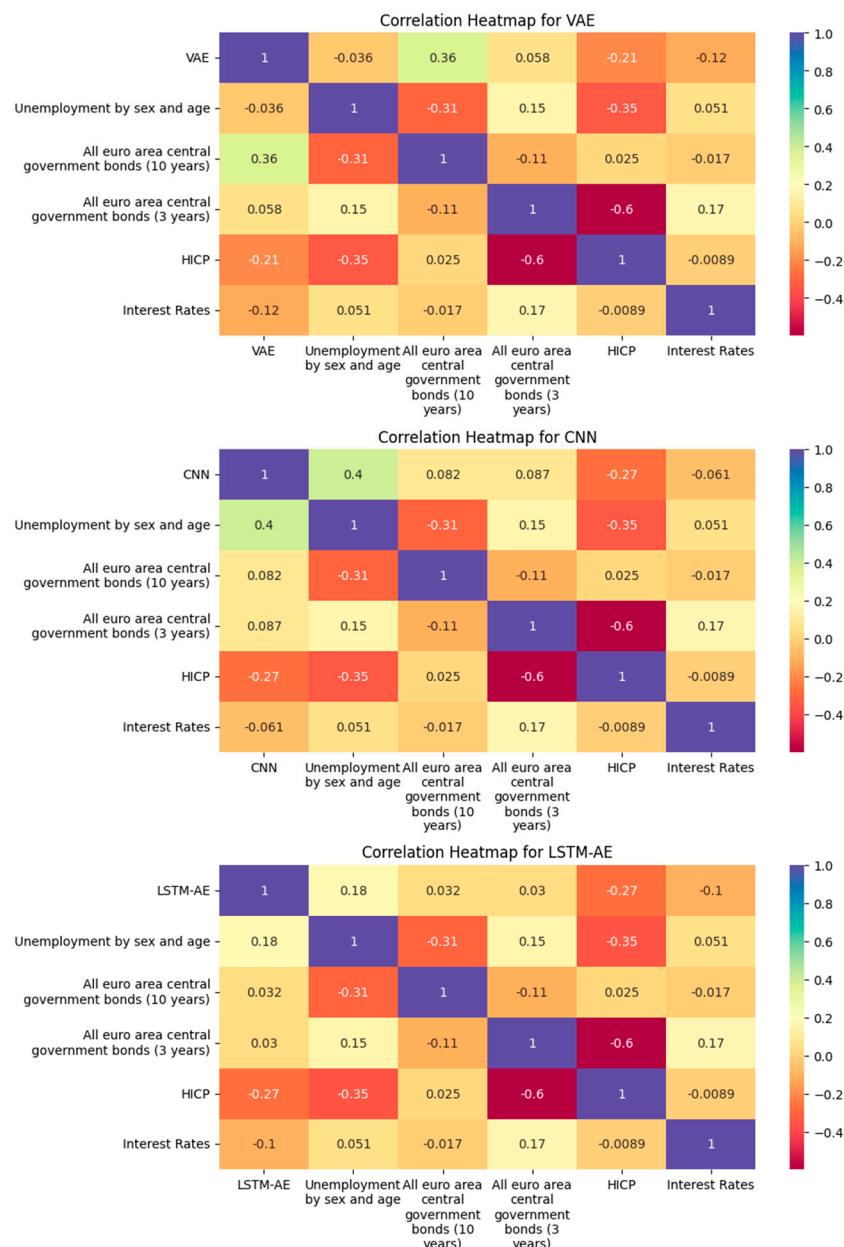 Correlation Heatmap for VAE
VAE 1 -0.036 0.36 0.058 -0.21 -0.12
Unemployment by sex and age -0.036 1 -0.31 0.15 -0.35 0.051
All euro area central
government bonds (10 years) 0.36 -0.31 1 -0.11 0.025 -0.017
All euro area central
government bonds (3 years) 0.058 0.15 -0.11 1 -0.6 0.17
HICP -0.21 -0.35 0.025 -0.6 1 -0.0089
Interest Rates -0.12 0.051 -0.017 0.17 -0.0089 1
VAE Unemployment All euro area All euro area HICP Interest Rates
by sex and age central central
government government
bonds (10 bonds (3
years) years)
1.0
0.8
0.6
0.4
0.2
0.0
−0.2
−0.4
Correlation Heatmap for CNN
CNN 1 0.4 0.082 0.087 -0.27 -0.061
Unemployment by sex and age 0.4 1 -0.31 0.15 -0.35 0.051
All euro area central
government bonds (10 years) 0.082 -0.31 1 -0.11 0.025 -0.017
All euro area central
government bonds (3 years) 0.087 0.15 -0.11 1 -0.6 0.17
HICP -0.27 -0.35 0.025 -0.6 1 -0.0089
Interest Rates -0.061 0.051 -0.017 0.17 -0.0089 1
CNN Unemployment All euro area All euro area HICP Interest Rates
by sex and age central central
government government
bonds (10 bonds (3
years) years)
1.0
0.8
0.6
0.4
0.2
0.0
−0.2
−0.4
Correlation Heatmap for LSTM-AE
LSTM-AE 1 0.18 0.032 0.03 -0.27 -0.1
Unemployment by sex and age 0.18 1 -0.31 0.15 -0.35 0.051
All euro area central
government bonds (10 years) 0.032 -0.31 1 -0.11 0.025 -0.017
All euro area central
government bonds (3 years) 0.03 0.15 -0.11 1 -0.6 0.17
HICP -0.27 -0.35 0.025 -0.6 1 -0.0089
Interest Rates -0.1 0.051 -0.017 0.17 -0.0089 1
LSTM-AE Unemployment All euro area All euro area HICP Interest Rates
by sex and age central central
government government
bonds (10 bonds (3
years) years)
1.0
0.8
0.6
0.4
0.2
0.0
−0.2
−0.4